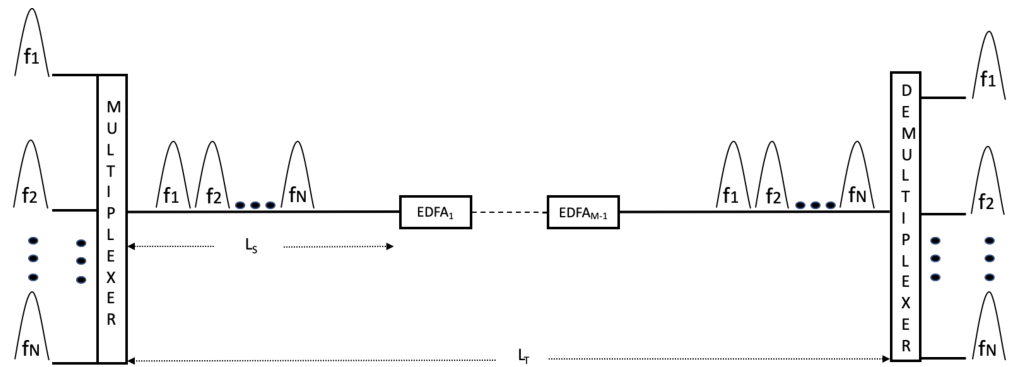 f1
f2
fN
MULTIPLEXER
f1 f2 fN
LS
EDFA1
EDFAM-1
LT
f1 f2 fN
DEMULTIPLEXER
f1
f2
fN